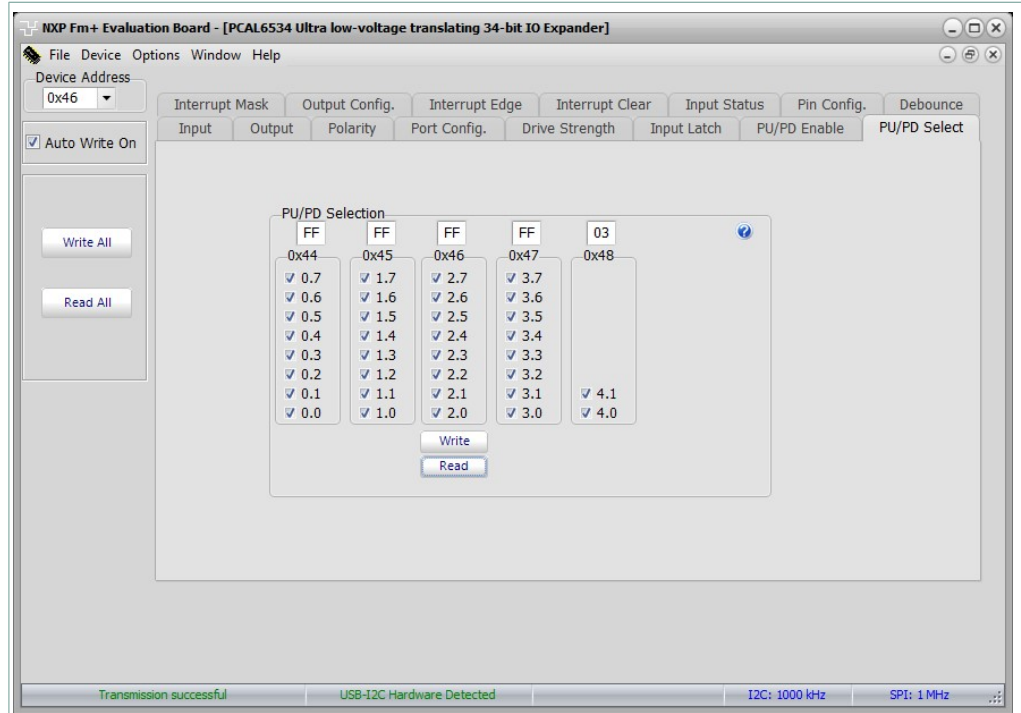 NXP Fm+ Evaluation Board - [PCAL6534 Ultra low-voltage translating 34-bit IO Expander]
File Device Options Window Help
Device Address
0x46
Auto Write On
Write All
Read All
Interrupt Mask Output Config. Interrupt Edge Interrupt Clear Input Status Pin Config. Debounce
Input Output Polarity Port Config. Drive Strength Input Latch PU/PD Enable PU/PD Select
PU/PD Selection
FF FF FF FF 03
0x44 0x45 0x46 0x47 0x48
0.7 1.7 2.7 3.7
0.6 1.6 2.6 3.6
0.5 1.5 2.5 3.5
0.4 1.4 2.4 3.4
0.3 1.3 2.3 3.3
0.2 1.2 2.2 3.2
0.1 1.1 2.1 3.1 4.1
0.0 1.0 2.0 3.0 4.0
Write
Read
Transmission successful USB-I2C Hardware Detected I2C: 1000 kHz SPI: 1 MHz